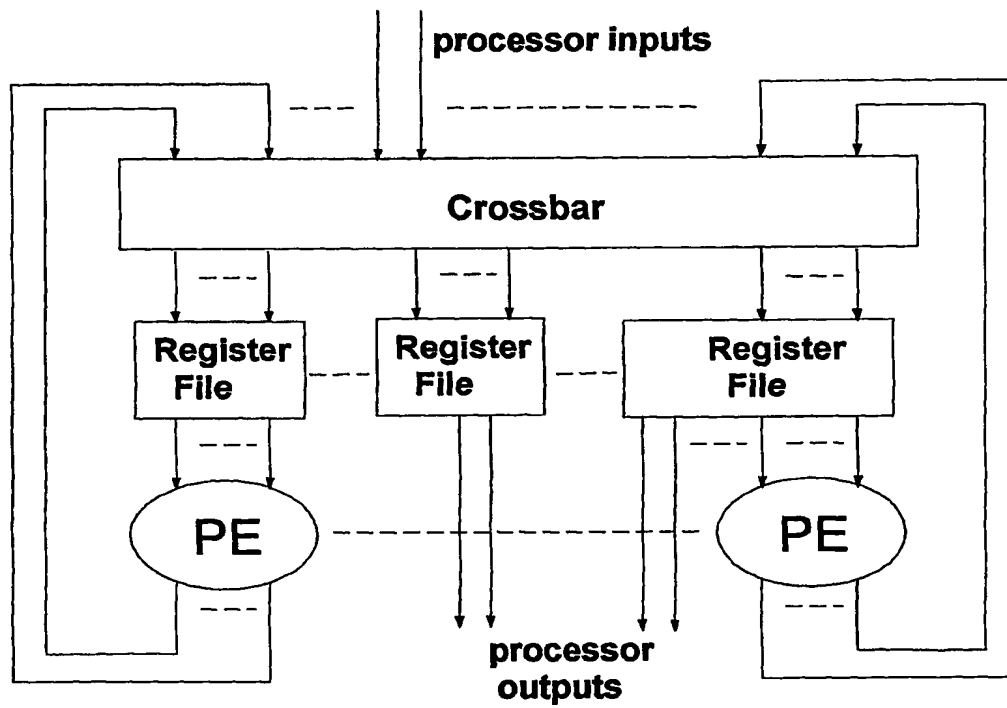 processor inputs
Crossbar
Register
File
Register
File
Register
File
PE
PE
processor
outputs